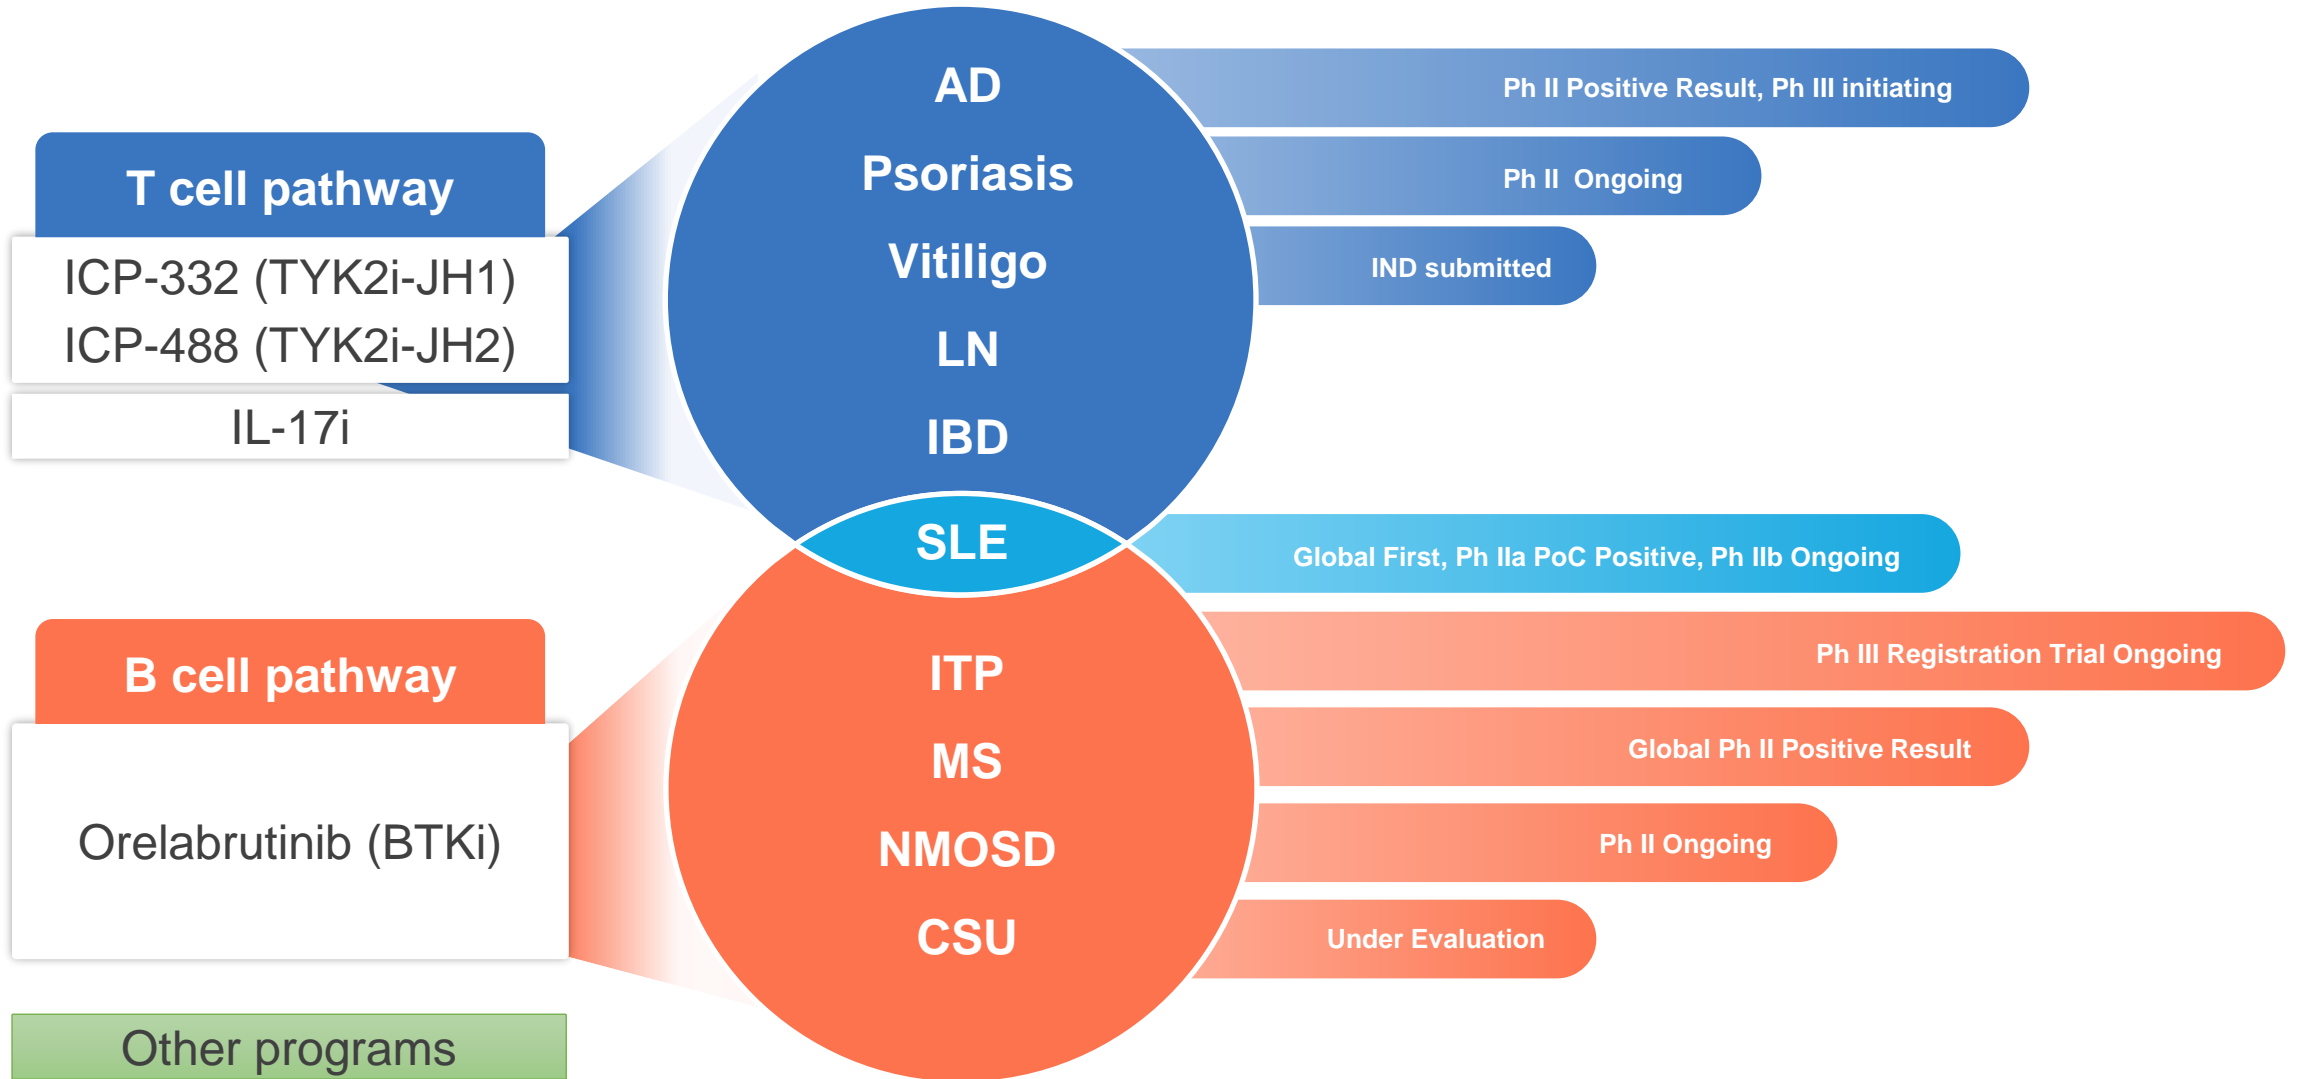 T cell pathway
ICP-332 (TYK2i-JH1)
ICP-488 (TYK2i-JH2)
IL-17i
B cell pathway
Orelabrutinib (BTKi)
Other programs
AD
Psoriasis
Vitiligo
LN
IBD
SLE
ITP
MS
NMOSD
CSU
Ph II Positive Result, Ph III initiating
Ph II Ongoing
IND submitted
Global First, Ph IIa PoC Positive, Ph IIb Ongoing
Ph III Registration Trial Ongoing
Global Ph II Positive Result
Ph II Ongoing
Under Evaluation